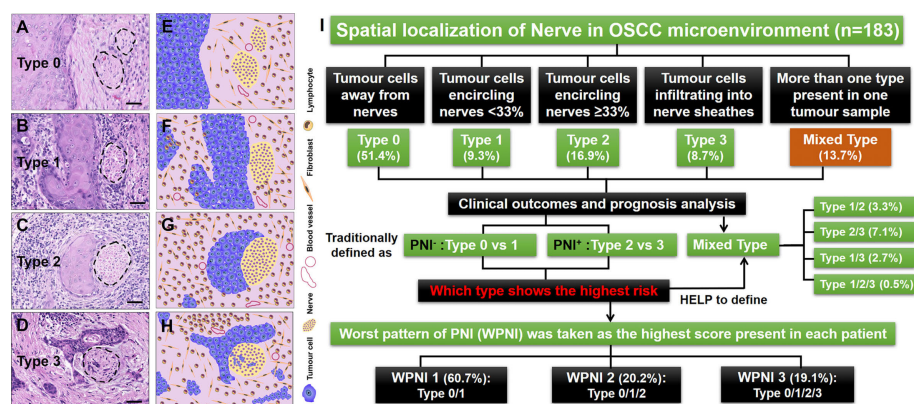 A
Type 0
B
Type 1
C
Type 2
D
Type 3
E
F
G
H
Lymphocyte
Fibroblast
Blood vessel
Nerve
Tumour cell
I
Spatial localization of Nerve in OSCC microenvironment (n=183)
Tumour cells
away from
nerves
Tumour cells
encircling
nerves <33%
Tumour cells
encircling
nerves ≥33%
Tumour cells
infiltrating into
nerve sheathes
More than one type
present in one
tumour sample
Type 0
(51.4%)
Type 1
(9.3%)
Type 2
(16.9%)
Type 3
(8.7%)
Mixed Type
(13.7%)
Clinical outcomes and prognosis analysis
Traditionally
defined as
PNI⁻ :Type 0 vs 1
PNI⁺ :Type 2 vs 3
Mixed Type
Type 1/2 (3.3%)
Type 2/3 (7.1%)
Type 1/3 (2.7%)
Type 1/2/3 (0.5%)
Which type shows the highest risk
HELP to define
Worst pattern of PNI (WPNI) was taken as the highest score present in each patient
WPNI 1 (60.7%):
Type 0/1
WPNI 2 (20.2%):
Type 0/1/2
WPNI 3 (19.1%):
Type 0/1/2/3